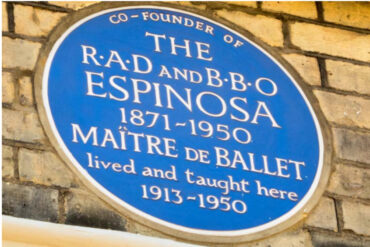 CO-FOUNDER OF
THE
R·A·D AND B·B·O
ESPINOSA
1871~1950
MAÎTRE DE BALLET
lived and taught here
1913~1950